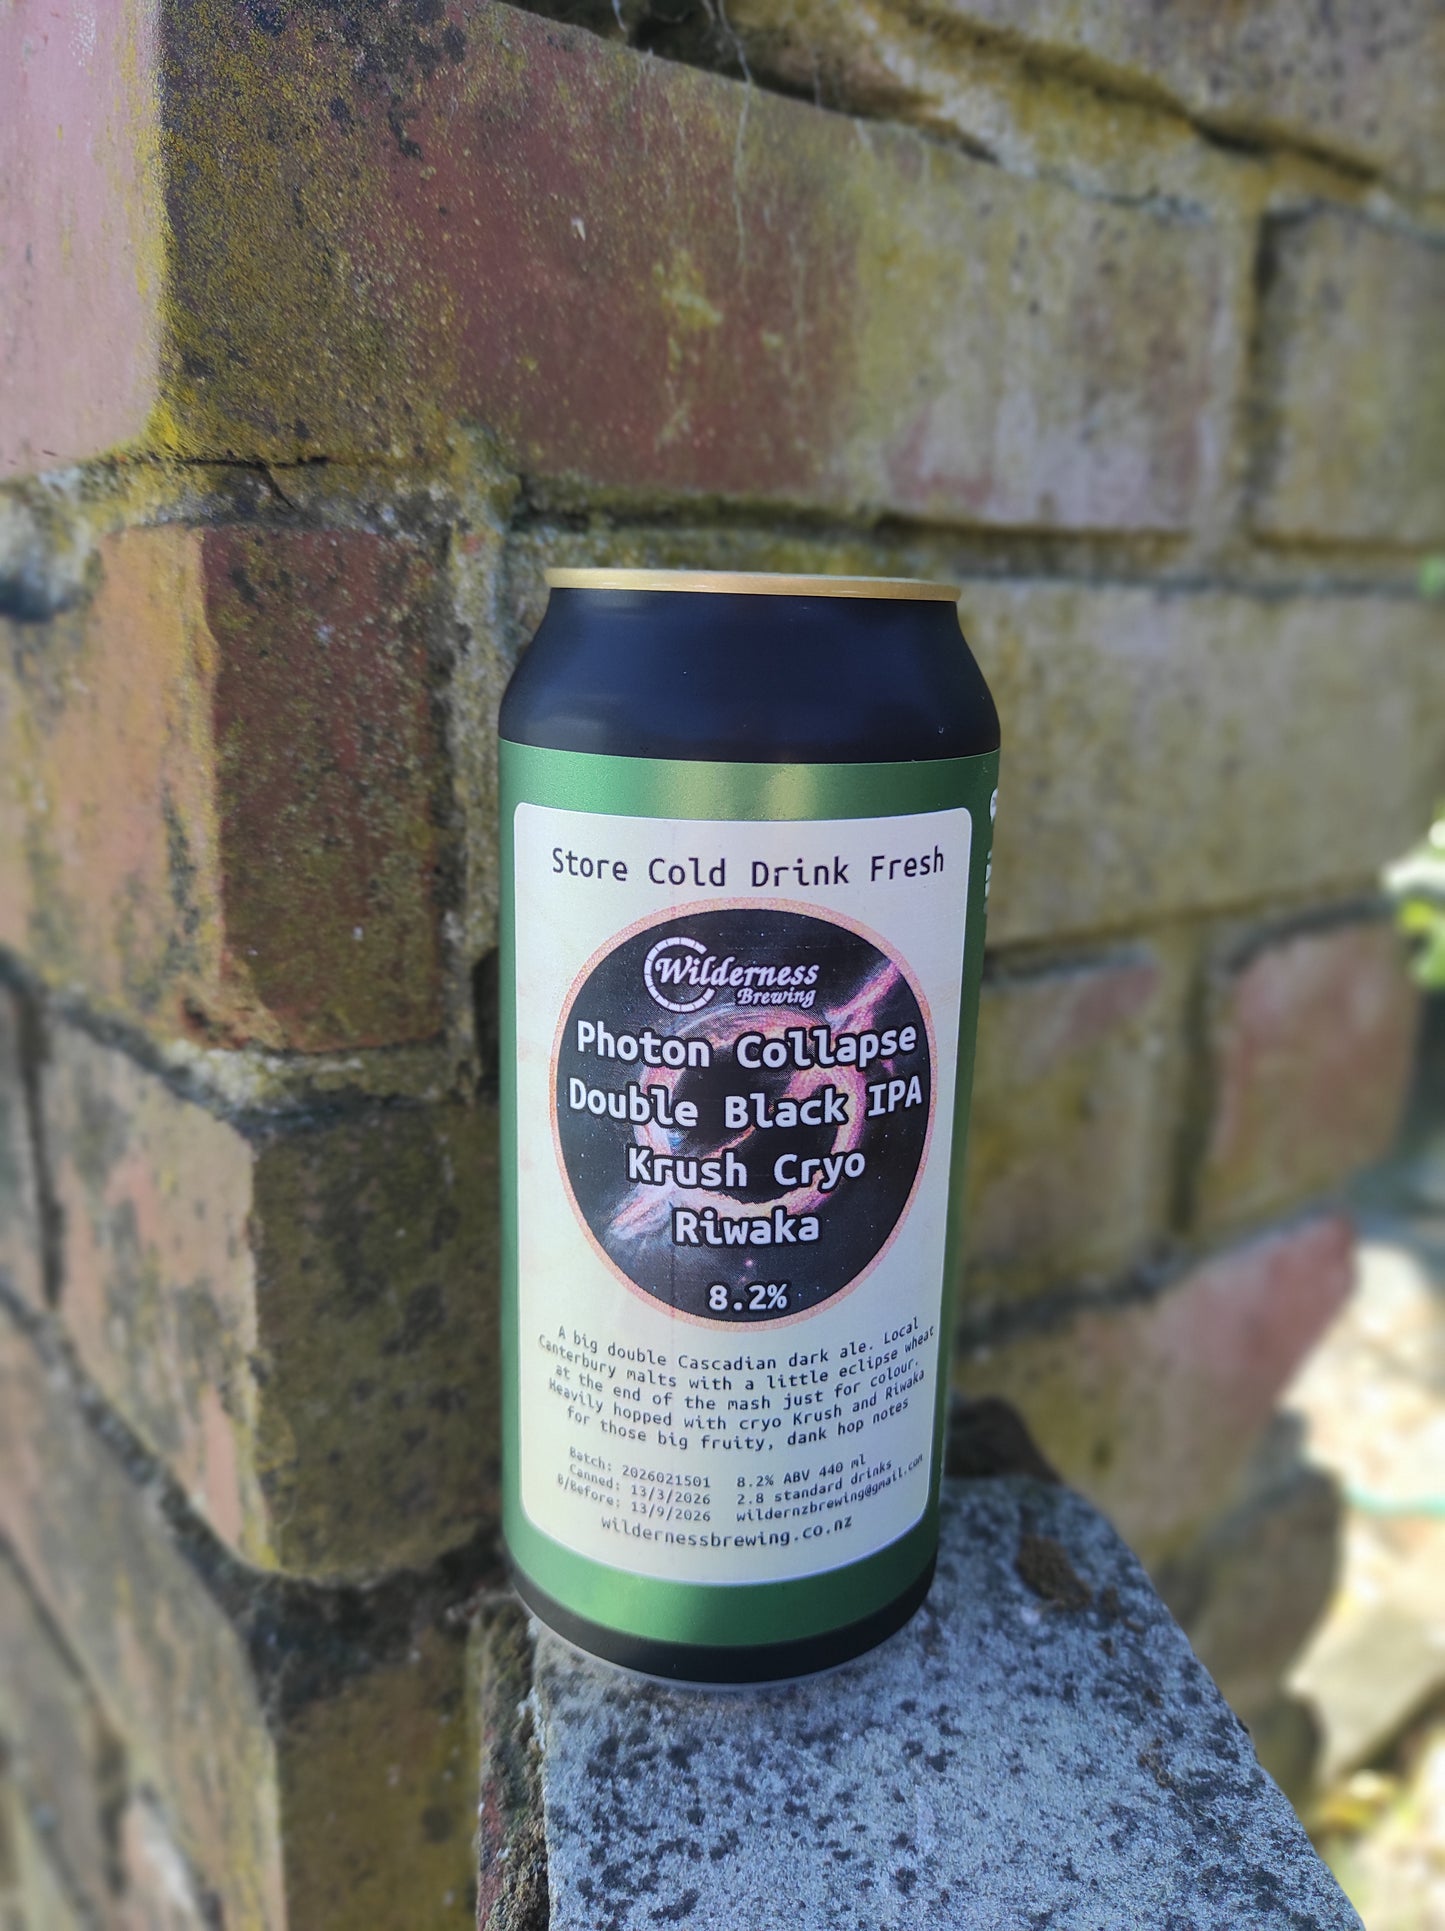 Store Cold Drink Fresh
Wilderness
Brewing
Photon Collapse
Double Black IPA
Krush Cryo
Riwaka
8.2%
A big double Cascadian dark ale. Local
Canterbury malts with a little eclipse wheat
at the end of the mash just for colour.
Heavily hopped with cryo Krush and Riwaka
for those big fruity, dank hop notes
Batch: 2026021501 8.2% ABV 440 ml
Canned: 13/3/2026 2.8 standard drinks
B/Before: 13/9/2026 wildernzbrewing@gmail.com
wildernessbrewing.co.nz